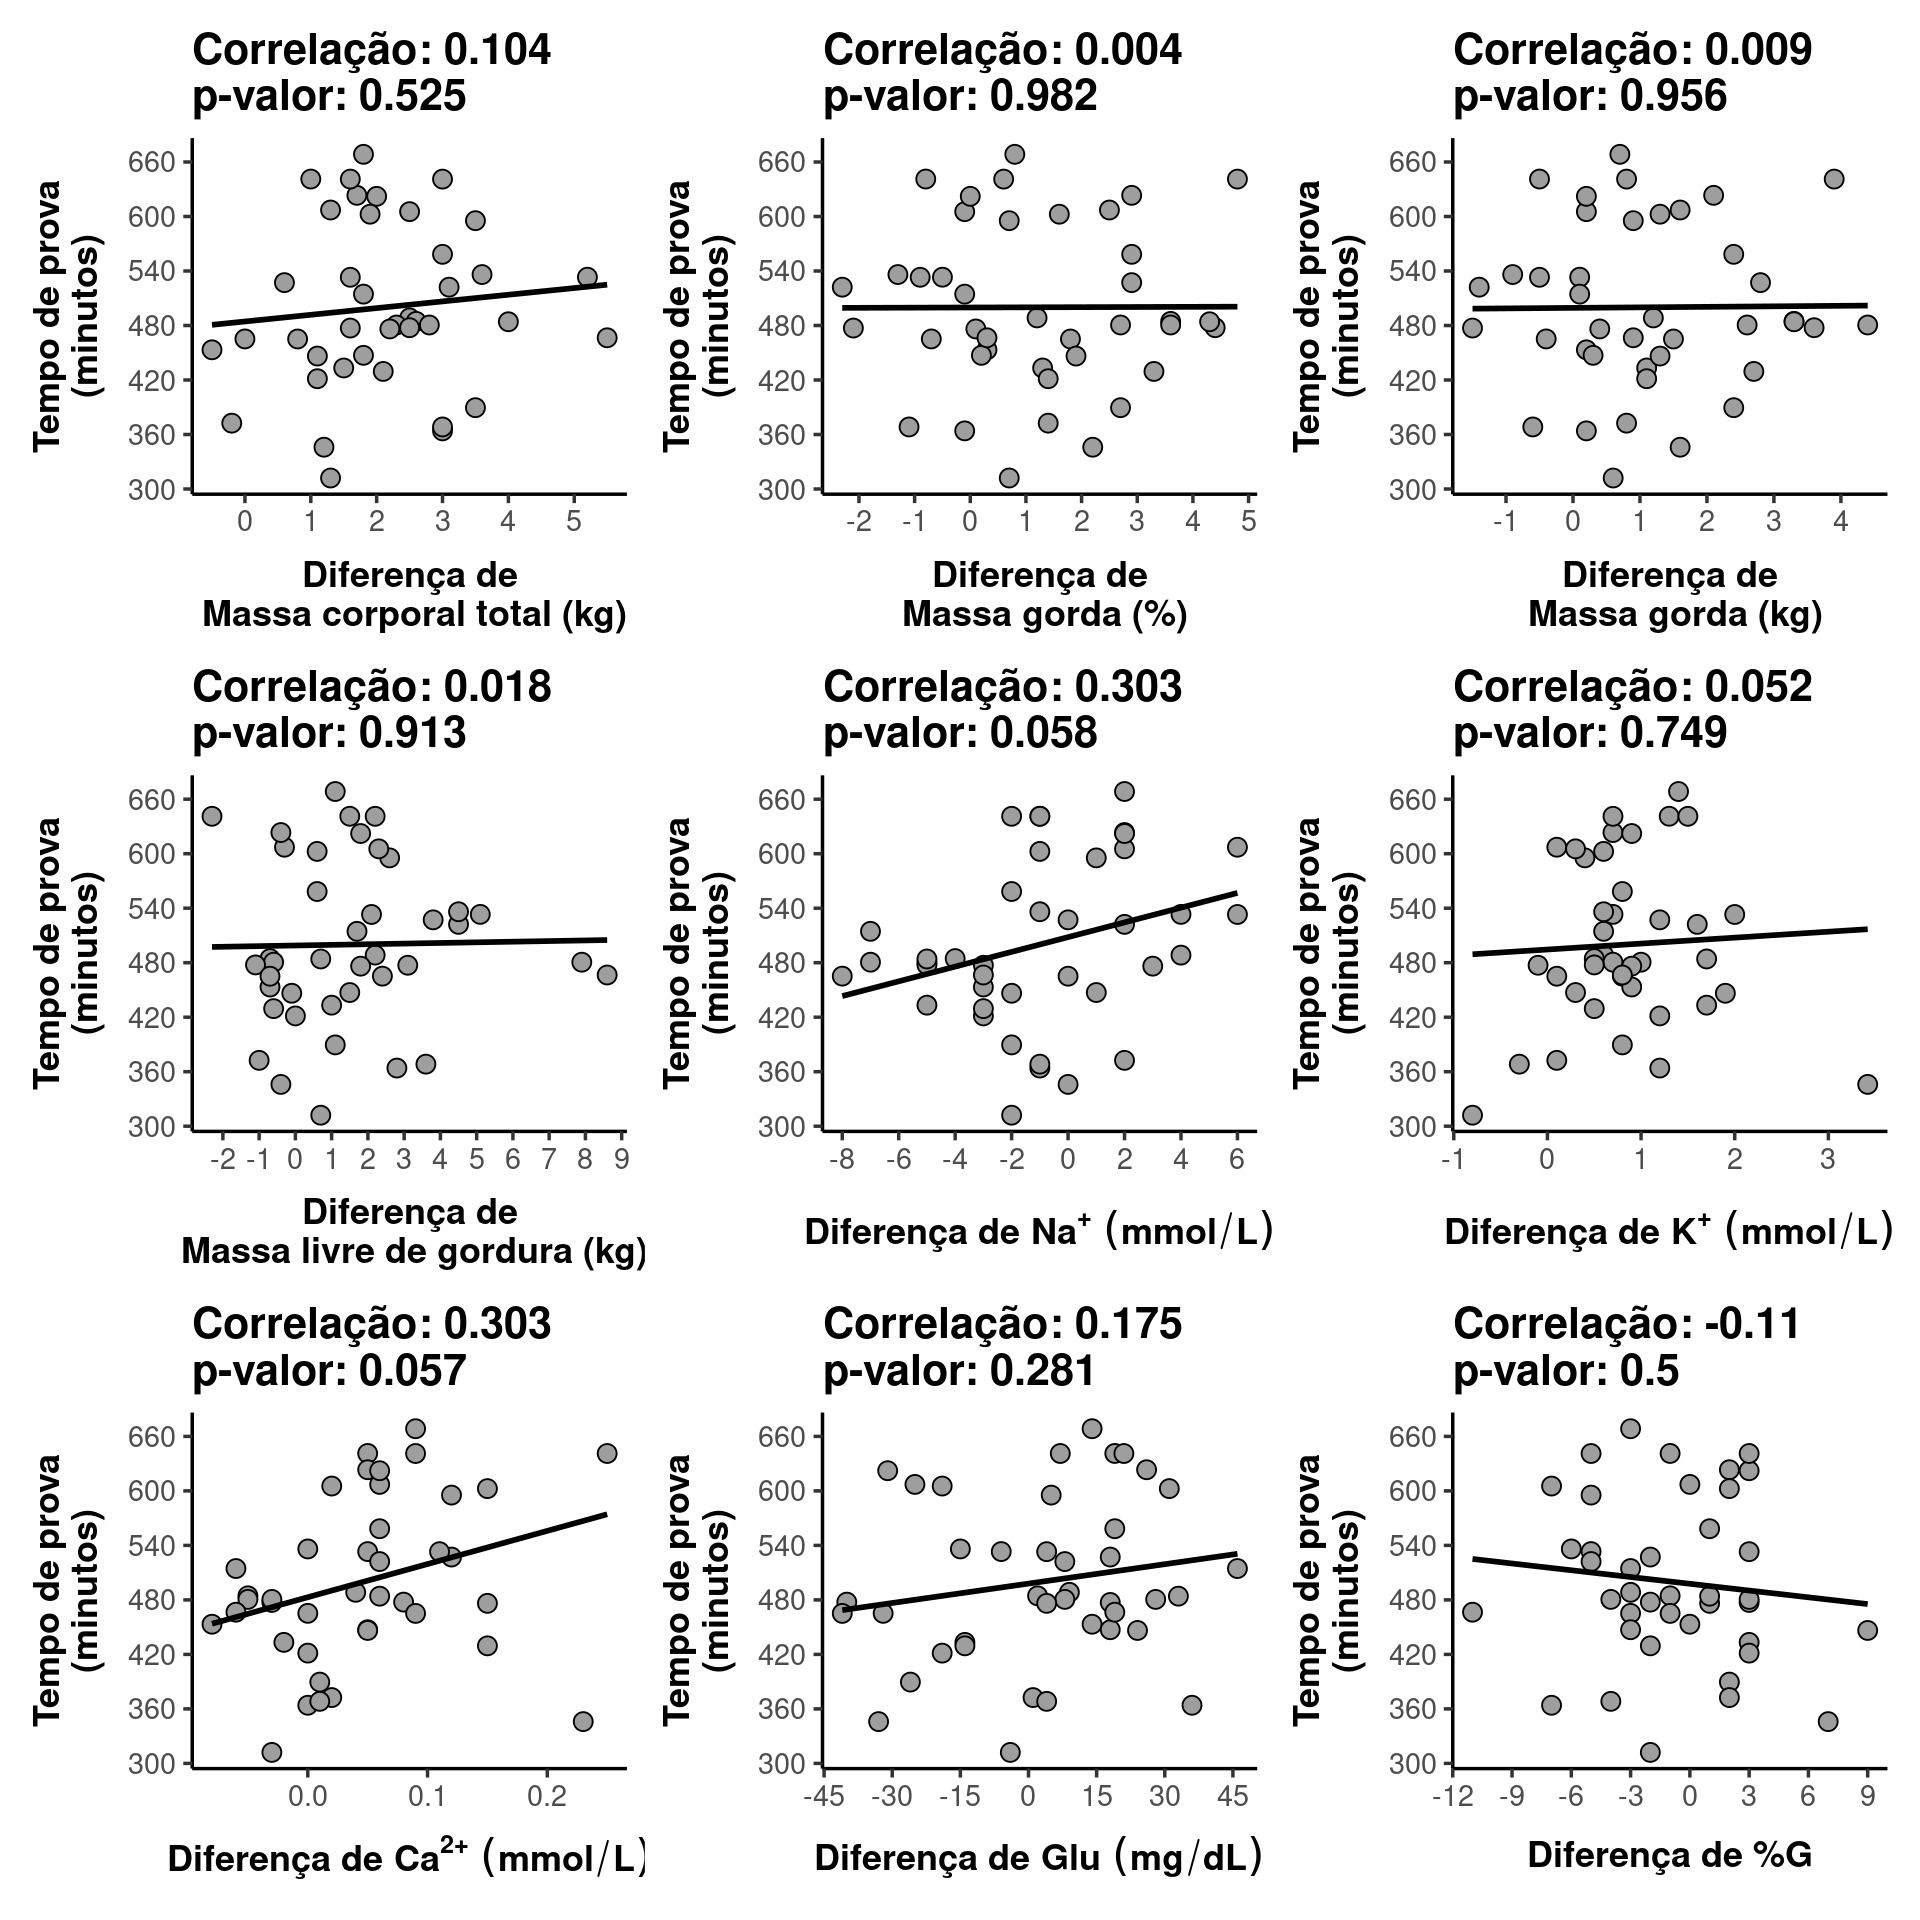 Correlação: 0.104
p-valor: 0.525
Tempo de prova
(minutos)
660
600
540
480
420
360
300
0 1 2 3 4 5
Diferença de
Massa corporal total (kg)
Correlação: 0.004
p-valor: 0.982
Tempo de prova
(minutos)
660
600
540
480
420
360
300
-2 -1 0 1 2 3 4 5
Diferença de
Massa gorda (%)
Correlação: 0.009
p-valor: 0.956
Tempo de prova
(minutos)
660
600
540
480
420
360
300
-1 0 1 2 3 4
Diferença de
Massa gorda (kg)
Correlação: 0.018
p-valor: 0.913
Tempo de prova
(minutos)
660
600
540
480
420
360
300
-2 -1 0 1 2 3 4 5 6 7 8 9
Diferença de
Massa livre de gordura (kg)
Correlação: 0.303
p-valor: 0.058
Tempo de prova
(minutos)
660
600
540
480
420
360
300
-8 -6 -4 -2 0 2 4 6
Diferença de Na⁺ (mmol/L)
Correlação: 0.052
p-valor: 0.749
Tempo de prova
(minutos)
660
600
540
480
420
360
300
-1 0 1 2 3
Diferença de K⁺ (mmol/L)
Correlação: 0.303
p-valor: 0.057
Tempo de prova
(minutos)
660
600
540
480
420
360
300
0.0 0.1 0.2
Diferença de Ca²⁺ (mmol/L)
Correlação: 0.175
p-valor: 0.281
Tempo de prova
(minutos)
660
600
540
480
420
360
300
-45 -30 -15 0 15 30 45
Diferença de Glu (mg/dL)
Correlação: -0.11
p-valor: 0.5
Tempo de prova
(minutos)
660
600
540
480
420
360
300
-12 -9 -6 -3 0 3 6 9
Diferença de %G